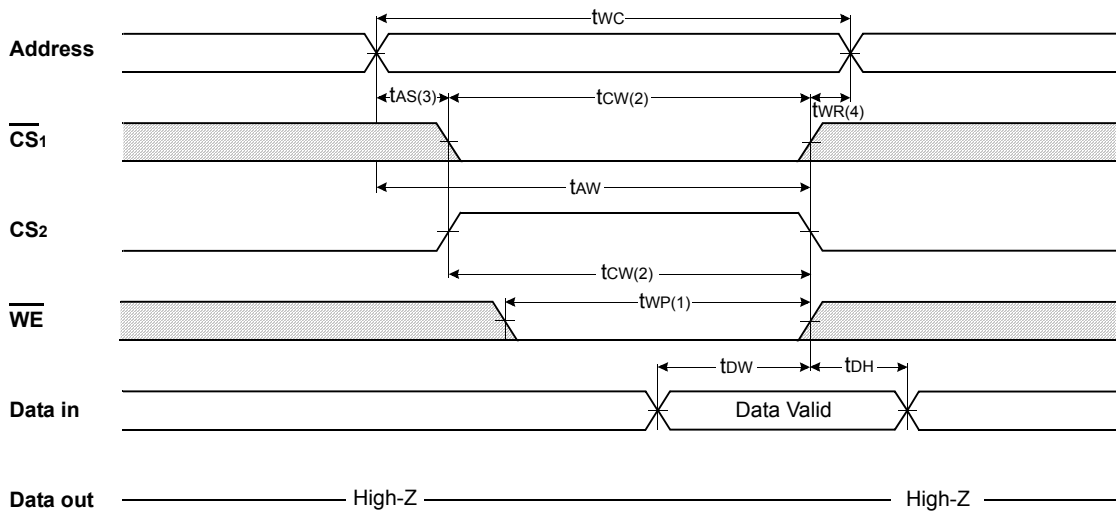 tWC
Address
tAS(3) tCW(2) tWR(4)
CS1
tAW
CS2
tCW(2)
tWP(1)
WE
tDW tDH
Data in Data Valid
Data out High-Z High-Z